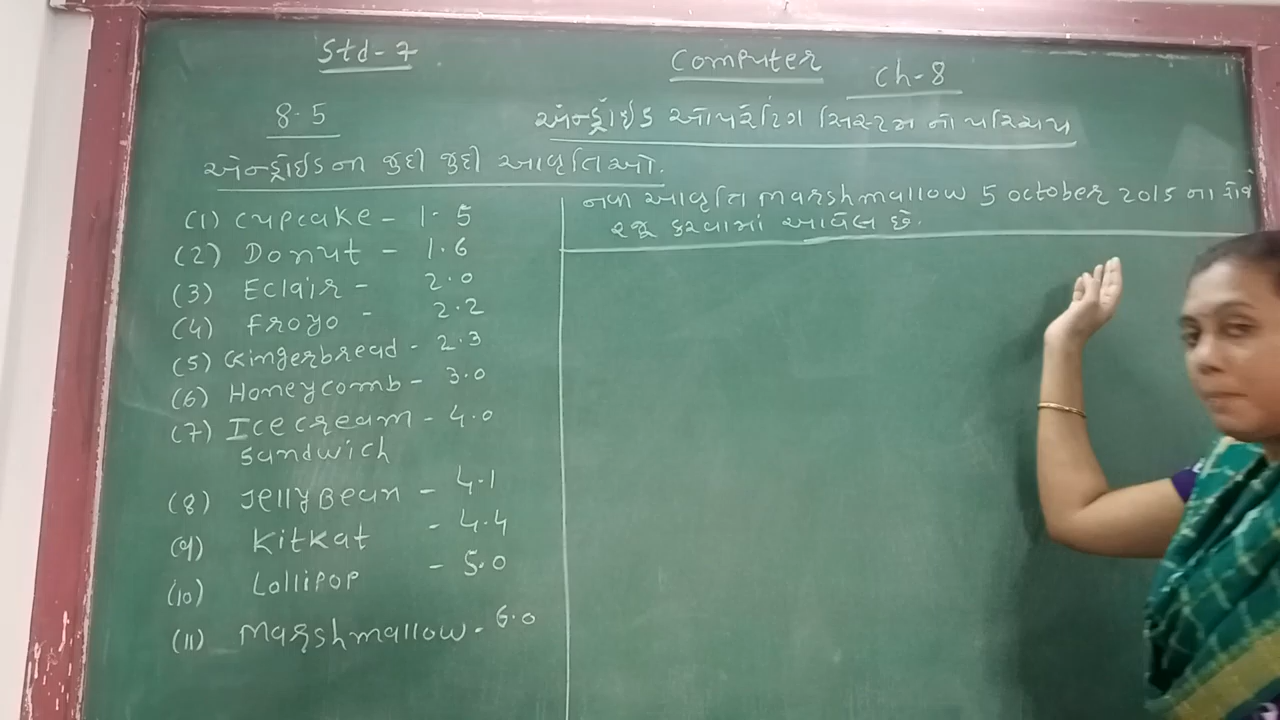 Std-7
Computer
Ch-8
8.5
એન્ડ્રોઇડ ઑપરેટિંગ સિસ્ટમ નો પરિચય
એન્ડ્રોઇડના જુદી જુદી આવૃતિઓ.
(1) Cupcake - 1.5
(2) Donut - 1.6
(3) Eclair - 2.0
(4) Froyo - 2.2
(5) Gingerbread - 2.3
(6) Honeycomb - 3.0
(7) Ice cream - 4.0
Sandwich
(8) JellyBean - 4.1
(9) Kitkat - 4.4
(10) Lollipop - 5.0
(11) Marshmallow - 6.0
નવી આવૃતિ Marshmallow 5 October 2015 ના રોજ
રજૂ કરવામાં આવેલ છે.